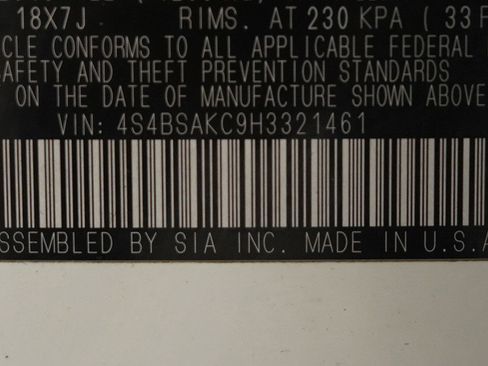 18X7J RIMS. AT 230 KPA ( 33 P
CLE CONFORMS TO ALL APPLICABLE FEDERAL
SAFETY AND THEFT PREVENTION STANDARDS
ON THE DATE OF MANUFACTURE SHOWN ABOVE
VIN: 4S4BSAKC9H3321461
SSEMBLED BY SIA INC. MADE IN U.S.A